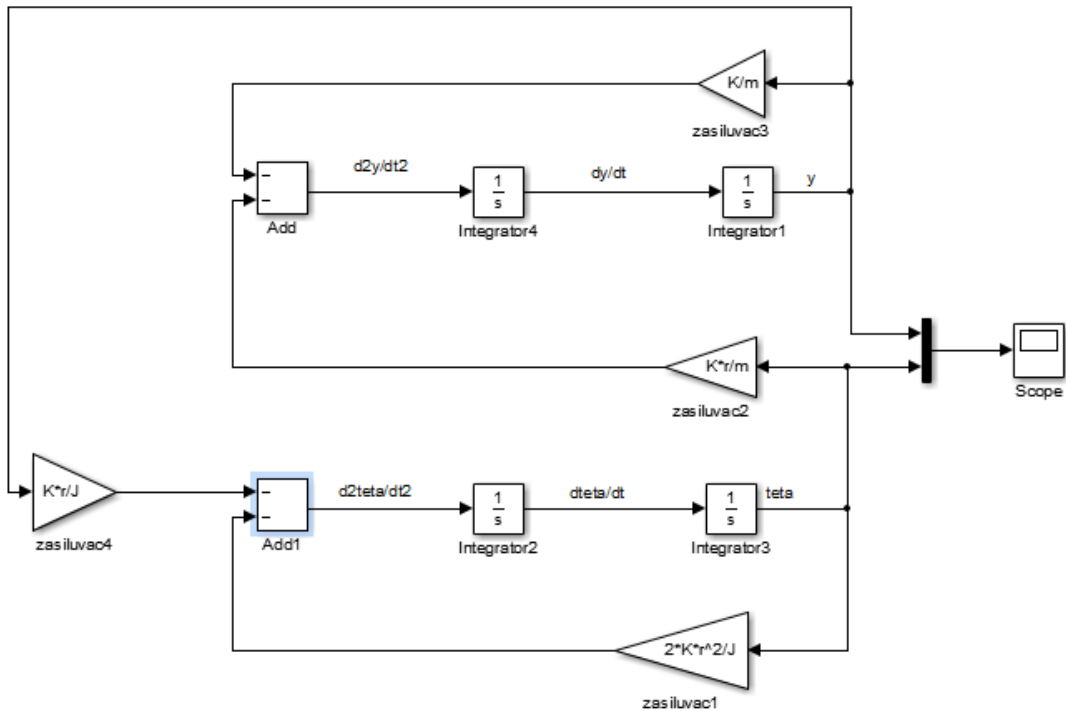 K/m
zasiluvac3
−
−
Add
d2y/dt2
1
s
Integrator4
dy/dt
1
s
Integrator1
y
K*r/m
zasiluvac2
Scope
K*r/J
zasiluvac4
−
−
Add1
d2teta/dt2
1
s
Integrator2
dteta/dt
1
s
Integrator3
teta
2*K*r^2/J
zasiluvac1